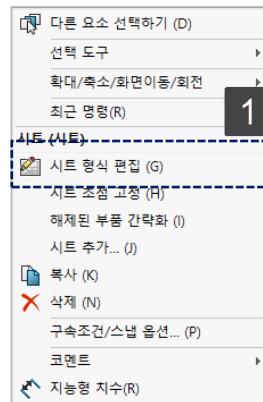 다른 요소 선택하기 (D)
선택 도구
확대/축소/화면이동/회전
최근 명령(R)
1
시트 (시트)
시트 형식 편집 (G)
시트 초점 고정 (H)
해제된 부품 간략화 (I)
시트 추가... (J)
복사 (K)
삭제 (N)
구속조건/스냅 옵션... (P)
코멘트
지능형 치수(R)